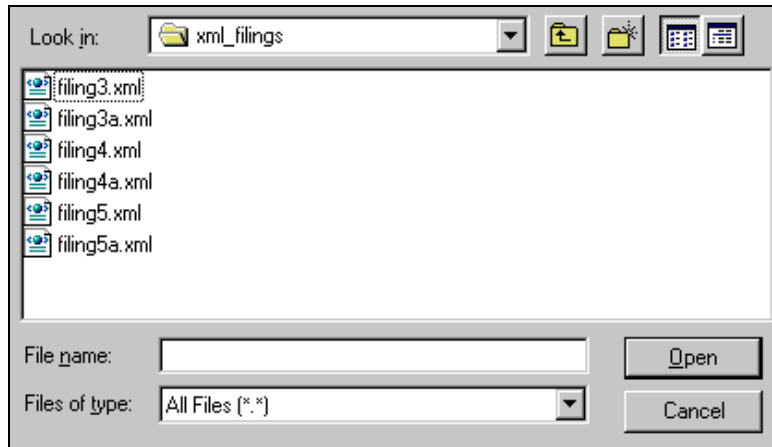 Look in: xml_filings
filing3.xml
filing3a.xml
filing4.xml
filing4a.xml
filing5.xml
filing5a.xml
File name: Open
Files of type: All Files (*.*) Cancel